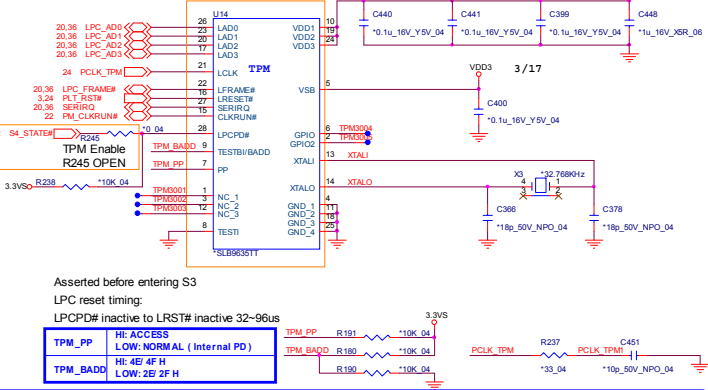 U14
TPM
20,36 LPC_AD0
20,36 LPC_AD1
20,36 LPC_AD2
20,36 LPC_AD3
26 LAD0
23 LAD1
20 LAD2
17 LAD3
24 PCLK_TPM
21 LCLK
20,36 LPC_FRAME#
3,24 PLT_RST#
20,36 SERIRQ
22 PM_CLKRUN#
22 LFRAME#
16 LRESET#
27 SERIRQ
15 CLKRUN#
S4_STATE#
R245
*0_04
28 LPCPD#
TPM Enable
R245 OPEN
TPM_BADD 9 TESTBI/BADD
TPM_PP 7 PP
3.3VS R238 *10K_04
TPM3001 1 NC_1
TPM3002 3 NC_2
TPM3003 12 NC_3
8 TESTI
*SLB9635TT
VDD1 10
VDD2 19
VDD3 24
VSB 5
GPIO 6 TPM3004
GPIO2 2
XTALI 13 XTALI
XTALO 14 XTALO
GND_1 4
GND_2 11
GND_3 18
GND_4 25
C440
*0.1u_16V_Y5V_04
C441
*0.1u_16V_Y5V_04
C399
*0.1u_16V_Y5V_04
C448
*1u_16V_X5R_06
3/17
VDD3
C400
*0.1u_16V_Y5V_04
X3 *32.768KHz
4 1
3 2
C366
*18p_50V_NPO_04
C378
*18p_50V_NPO_04
Asserted before entering S3
LPC reset timing:
LPCPD# inactive to LRST# inactive 32~96us
TPM_PP
HI: ACCESS
LOW: NORMAL ( Internal PD )
TPM_BADD
HI: 4E/ 4F H
LOW: 2E/ 2F H
3.3VS
TPM_PP R191 *10K_04
TPM_BADD R180 *10K_04
R190 *10K_04
PCLK_TPM R237 PCLK_TPM1 C451
*33_04 *10p_50V_NPO_04